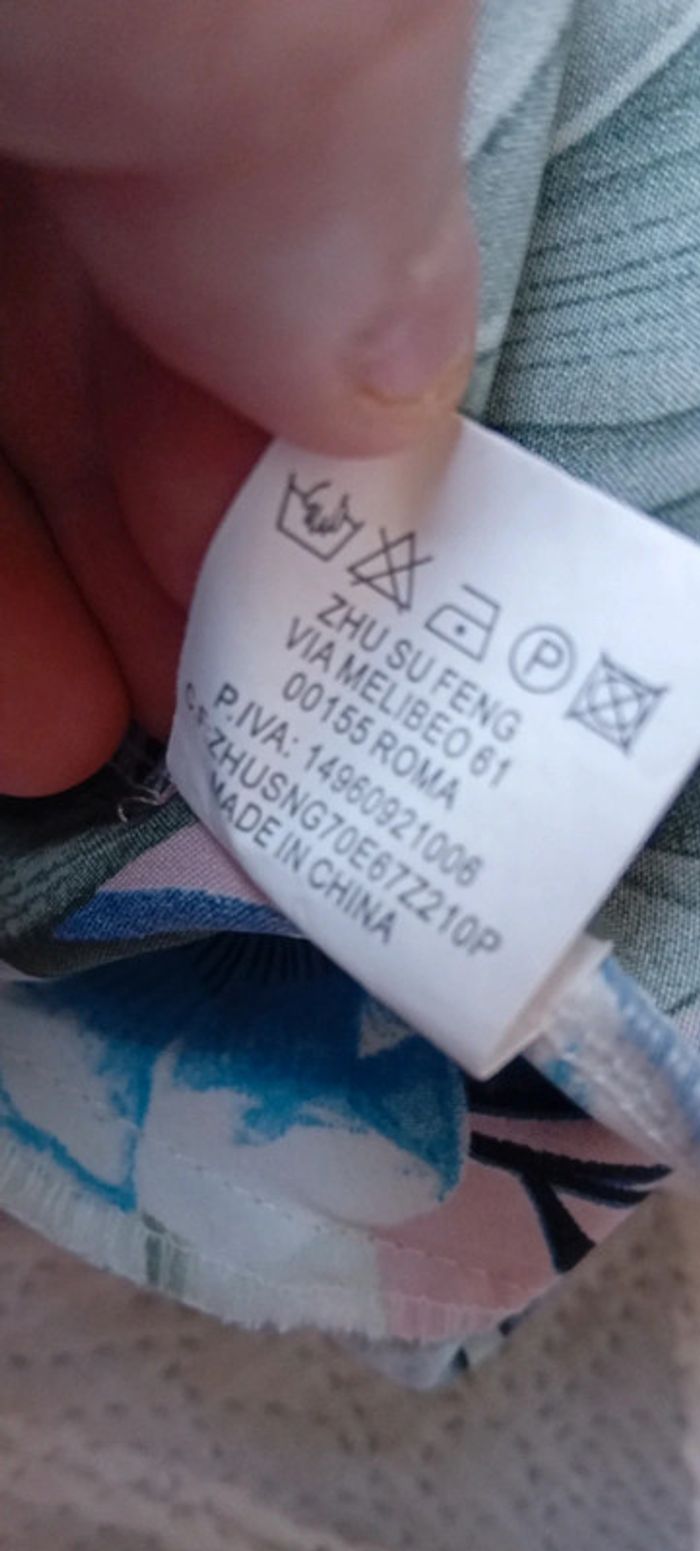 P
ZHU SU FENG
VIA MELIBEO 61
00155 ROMA
P.IVA: 14960921006
C.F:ZHUSNG70E67Z210P
MADE IN CHINA